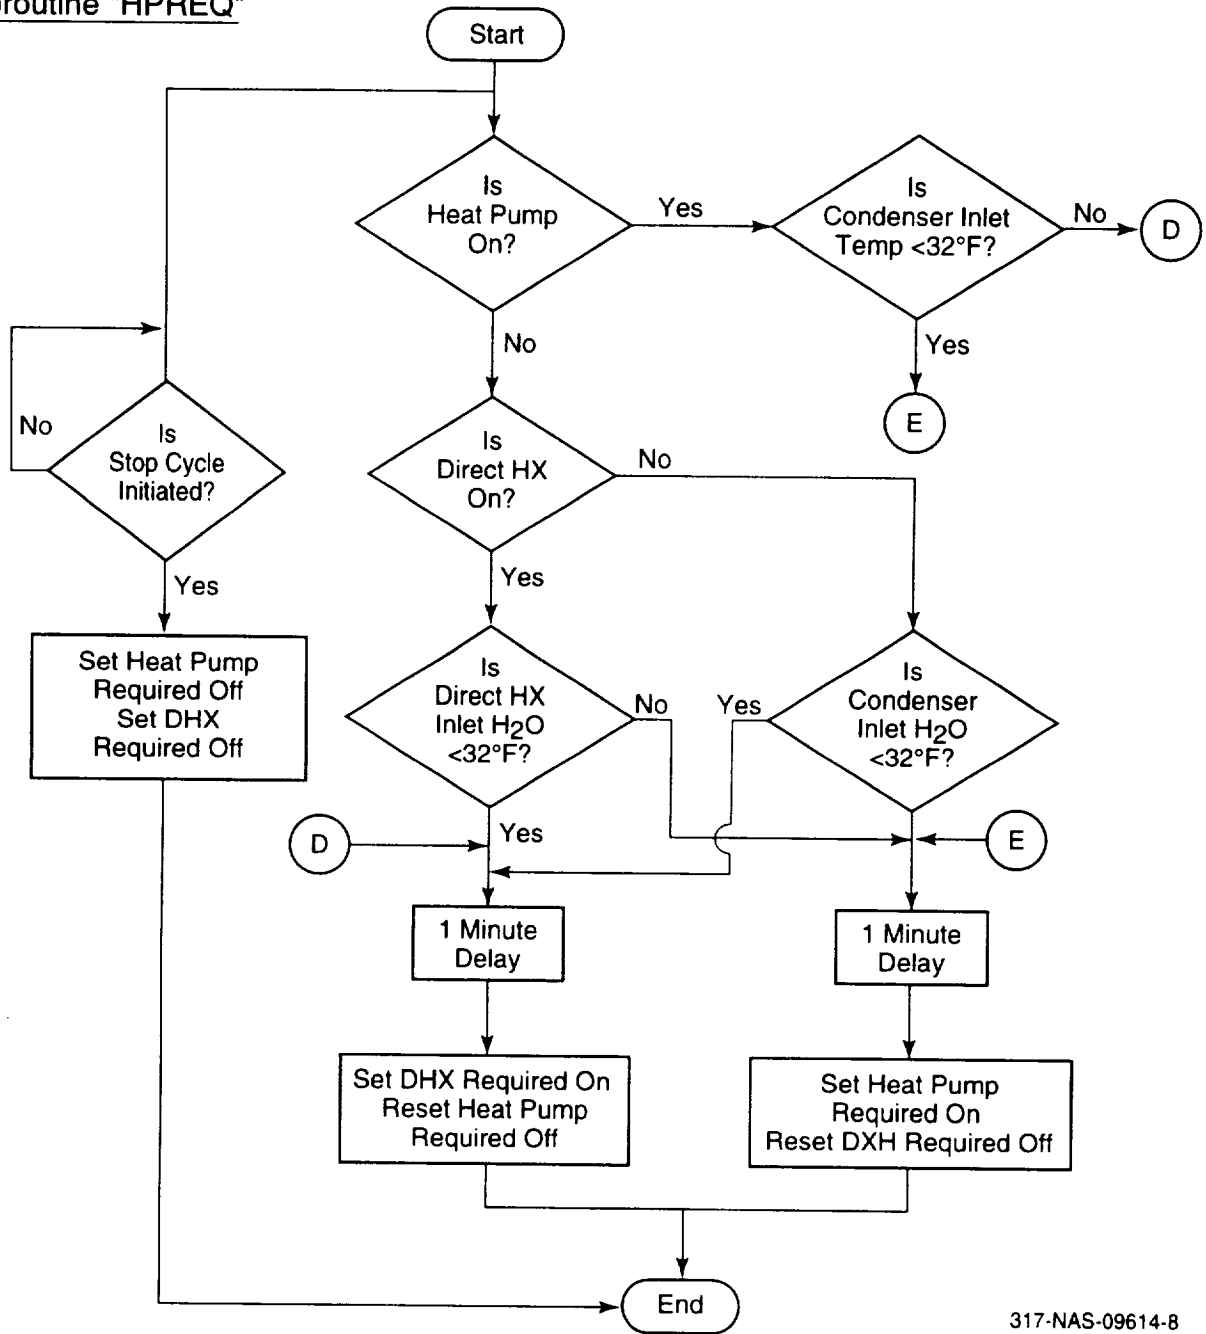 "HPREQ"
Start
Is
Heat Pump
On?
Yes
Is
Condenser Inlet
Temp <32°F?
No
D
Yes
E
No
Is
Stop Cycle
Initiated?
No
Yes
Set Heat Pump
Required Off
Set DHX
Required Off
Is
Direct HX
On?
No
Yes
Is
Direct HX
Inlet H2O
<32°F?
No
Yes
Is
Condenser
Inlet H2O
<32°F?
Yes
D
E
1 Minute
Delay
1 Minute
Delay
Set DHX Required On
Reset Heat Pump
Required Off
Set Heat Pump
Required On
Reset DXH Required Off
End
317-NAS-09614-8